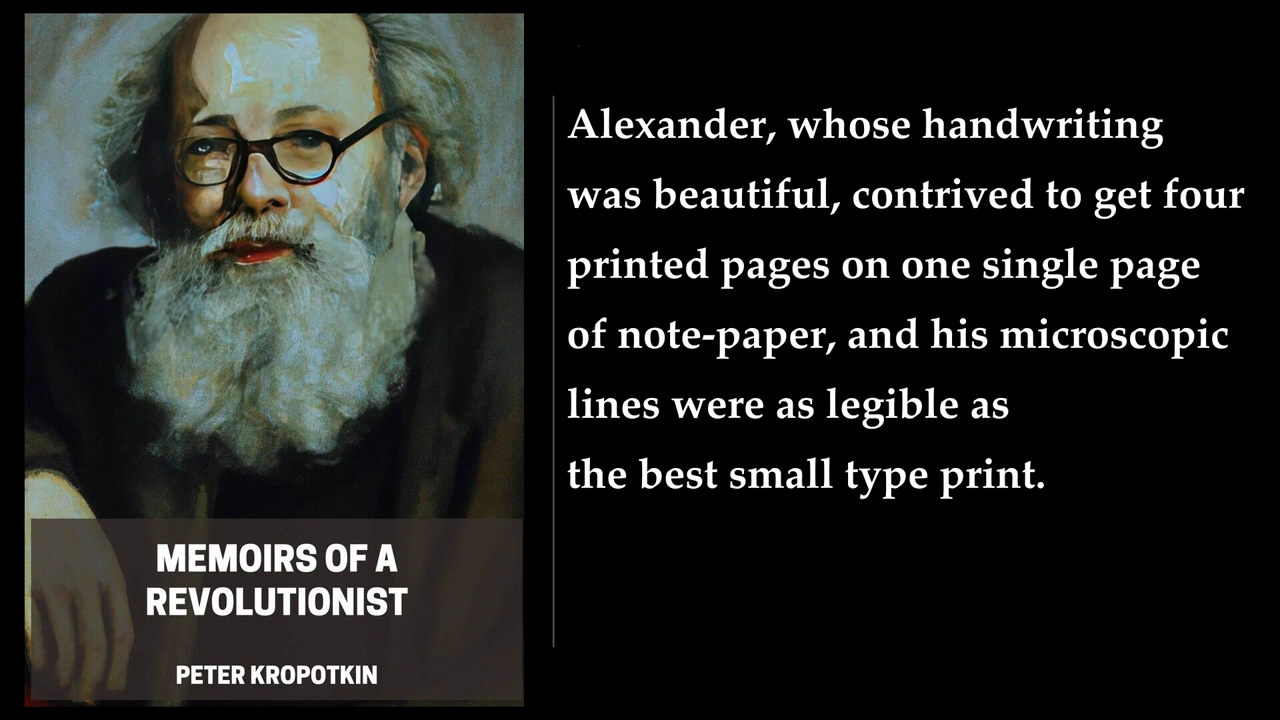 MEMOIRS OF A
REVOLUTIONIST
PETER KROPOTKIN
Alexander, whose handwriting
was beautiful, contrived to get four
printed pages on one single page
of note-paper, and his microscopic
lines were as legible as
the best small type print.